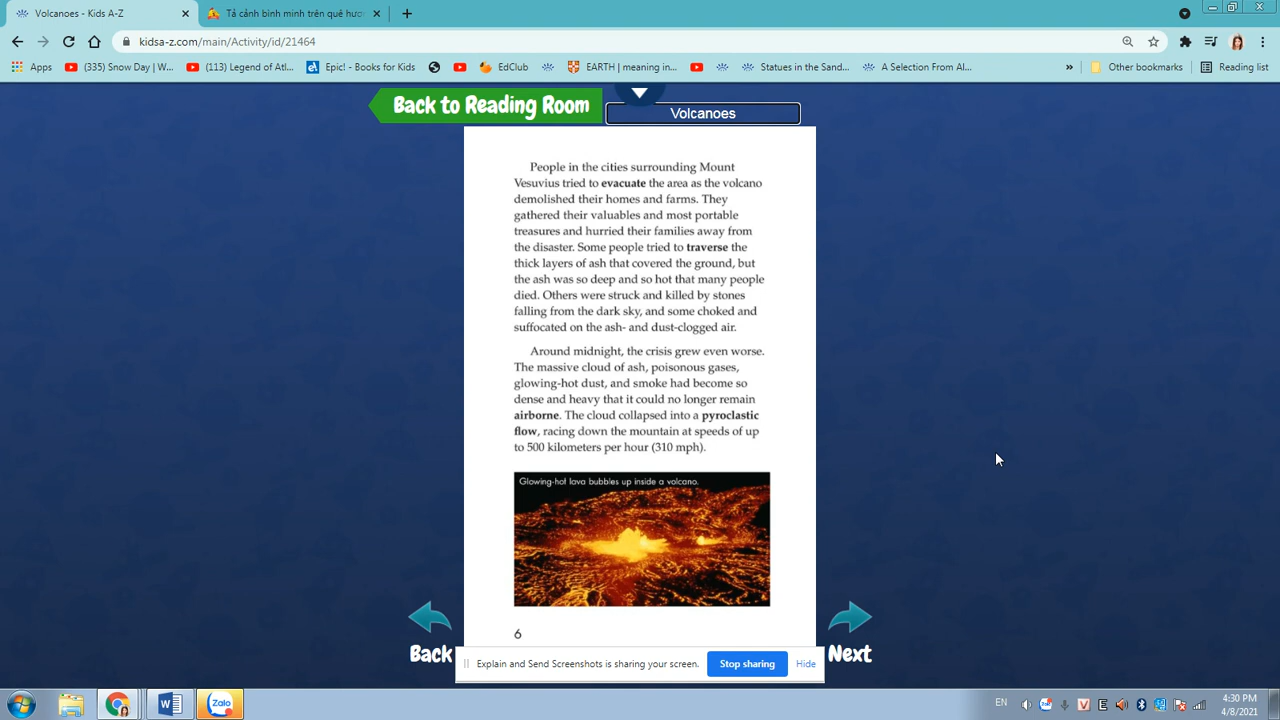 Volcanoes - Kids A-Z
Tả cảnh bình minh trên quê hươ
kidsa-z.com/main/Activity/id/21464
Apps
(335) Snow Day | W...
(113) Legend of Atl...
Epic! - Books for Kids
EdClub
EARTH | meaning in...
Statues in the Sand...
A Selection From Al...
»
Other bookmarks
Reading list
Back to Reading Room
Volcanoes
People in the cities surrounding Mount
Vesuvius tried to evacuate the area as the volcano
demolished their homes and farms. They
gathered their valuables and most portable
treasures and hurried their families away from
the disaster. Some people tried to traverse the
thick layers of ash that covered the ground, but
the ash was so deep and so hot that many people
died. Others were struck and killed by stones
falling from the dark sky, and some choked and
suffocated on the ash- and dust-clogged air.
Around midnight, the crisis grew even worse.
The massive cloud of ash, poisonous gases,
glowing-hot dust, and smoke had become so
dense and heavy that it could no longer remain
airborne. The cloud collapsed into a pyroclastic
flow, racing down the mountain at speeds of up
to 500 kilometers per hour (310 mph).
Glowing-hot lava bubbles up inside a volcano.
6
Back
Next
Explain and Send Screenshots is sharing your screen.
Stop sharing
Hide
Zalo
EN
4:30 PM
4/8/2021